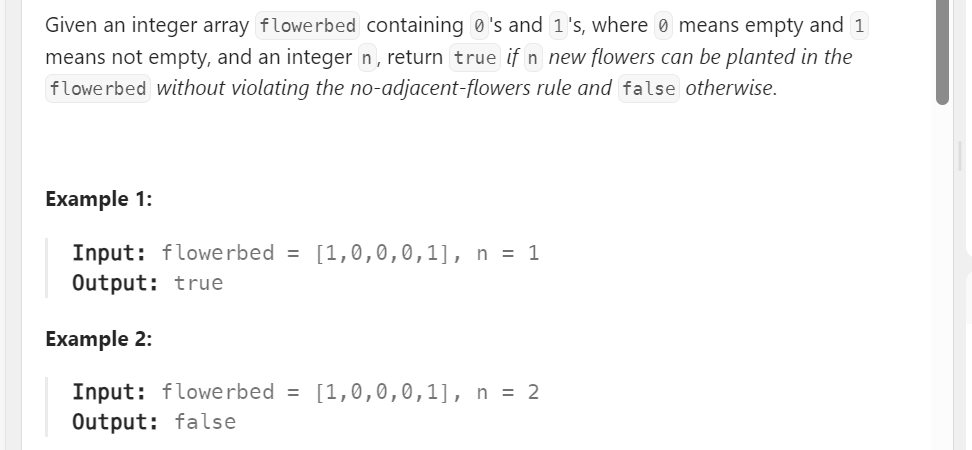 Given an integer array flowerbed containing 0's and 1's, where 0 means empty and 1
means not empty, and an integer n, return true if n new flowers can be planted in the
flowerbed without violating the no-adjacent-flowers rule and false otherwise.
Example 1:
Input: flowerbed = [1,0,0,0,1], n = 1
Output: true
Example 2:
Input: flowerbed = [1,0,0,0,1], n = 2
Output: false